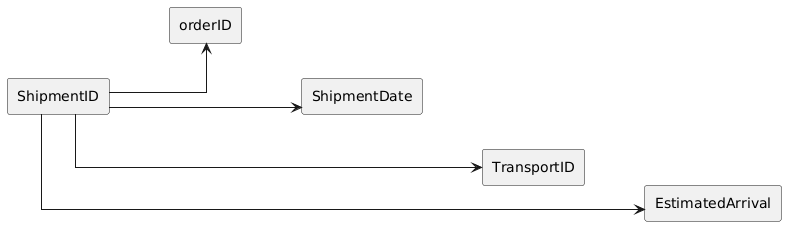 orderID
ShipmentID
ShipmentDate
TransportID
EstimatedArrival